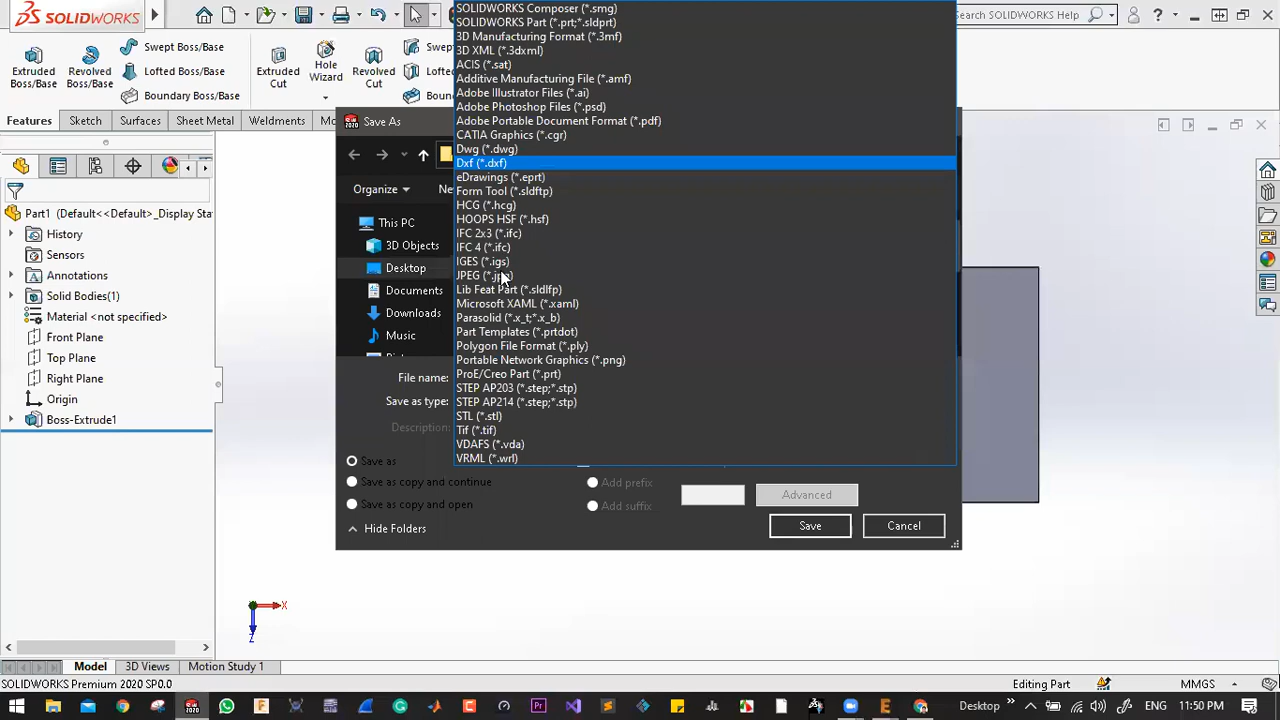 SOLIDWORKS
Search SOLIDWORKS Help
Extruded Boss/Base
Revolved Boss/Base
Swept Boss/Base
Lofted Boss/Base
Boundary Boss/Base
Extruded Cut
Hole Wizard
Revolved Cut
Features
Sketch
Surfaces
Sheet Metal
Weldments
Save As
Organize
This PC
3D Objects
Desktop
Documents
Downloads
Music
SOLIDWORKS Composer (*.smg)
SOLIDWORKS Part (*.prt;*.sldprt)
3D Manufacturing Format (*.3mf)
3D XML (*.3dxml)
ACIS (*.sat)
Additive Manufacturing File (*.amf)
Adobe Illustrator Files (*.ai)
Adobe Photoshop Files (*.psd)
Adobe Portable Document Format (*.pdf)
CATIA Graphics (*.cgr)
Dwg (*.dwg)
Dxf (*.dxf)
eDrawings (*.eprt)
Form Tool (*.sldftp)
HCG (*.hcg)
HOOPS HSF (*.hsf)
IFC 2x3 (*.ifc)
IFC 4 (*.ifc)
IGES (*.igs)
JPEG (*.jpg)
Lib Feat Part (*.sldlfp)
Microsoft XAML (*.xaml)
Parasolid (*.x_t;*.x_b)
Part Templates (*.prtdot)
Polygon File Format (*.ply)
Portable Network Graphics (*.png)
ProE/Creo Part (*.prt)
STEP AP203 (*.step;*.stp)
STEP AP214 (*.step;*.stp)
STL (*.stl)
Tif (*.tif)
VDAFS (*.vda)
VRML (*.wrl)
File name:
Save as type:
Description:
Save as
Save as copy and continue
Save as copy and open
Add prefix
Add suffix
Advanced
Hide Folders
Save
Cancel
Part1 (Default<<Default>_Display Sta
History
Sensors
Annotations
Solid Bodies(1)
Material <not specified>
Front Plane
Top Plane
Right Plane
Origin
Boss-Extrude1
X
Z
Model
3D Views
Motion Study 1
SOLIDWORKS Premium 2020 SP0.0
Editing Part
MMGS
Desktop
11:50 PM